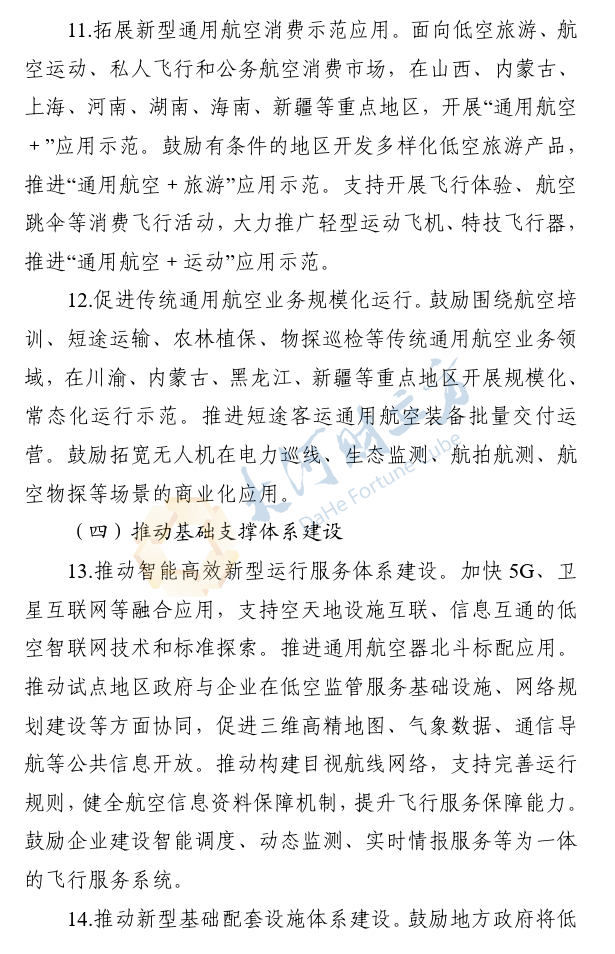 11.拓展新型通用航空消费示范应用。面向低空旅游、航
空运动、私人飞行和公务航空消费市场，在山西、内蒙古、
上海、河南、湖南、海南、新疆等重点地区，开展“通用航空
+”应用示范。鼓励有条件的地区开发多样化低空旅游产品，
推进“通用航空+旅游”应用示范。支持开展飞行体验、航空
跳伞等消费飞行活动，大力推广轻型运动飞机、特技飞行器，
推进“通用航空+运动”应用示范。
12.促进传统通用航空业务规模化运行。鼓励围绕航空培
训、短途运输、农林植保、物探巡检等传统通用航空业务领
域，在川渝、内蒙古、黑龙江、新疆等重点地区开展规模化、
常态化运行示范。推进短途客运通用航空装备批量交付运
营。鼓励拓宽无人机在电力巡线、生态监测、航拍航测、航
空物探等场景的商业化应用。
（四）推动基础支撑体系建设
13.推动智能高效新型运行服务体系建设。加快 5G、卫
星互联网等融合应用，支持空天地设施互联、信息互通的低
空智联网技术和标准探索。推进通用航空器北斗标配应用。
推动试点地区政府与企业在低空监管服务基础设施、网络规
划建设等方面协同，促进三维高精地图、气象数据、通信导
航等公共信息开放。推动构建目视航线网络，支持完善运行
规则，健全航空信息资料保障机制，提升飞行服务保障能力。
鼓励企业建设智能调度、动态监测、实时情报服务等为一体
的飞行服务系统。
14.推动新型基础配套设施体系建设。鼓励地方政府将低
大河财立方
DaHe Fortune Cube